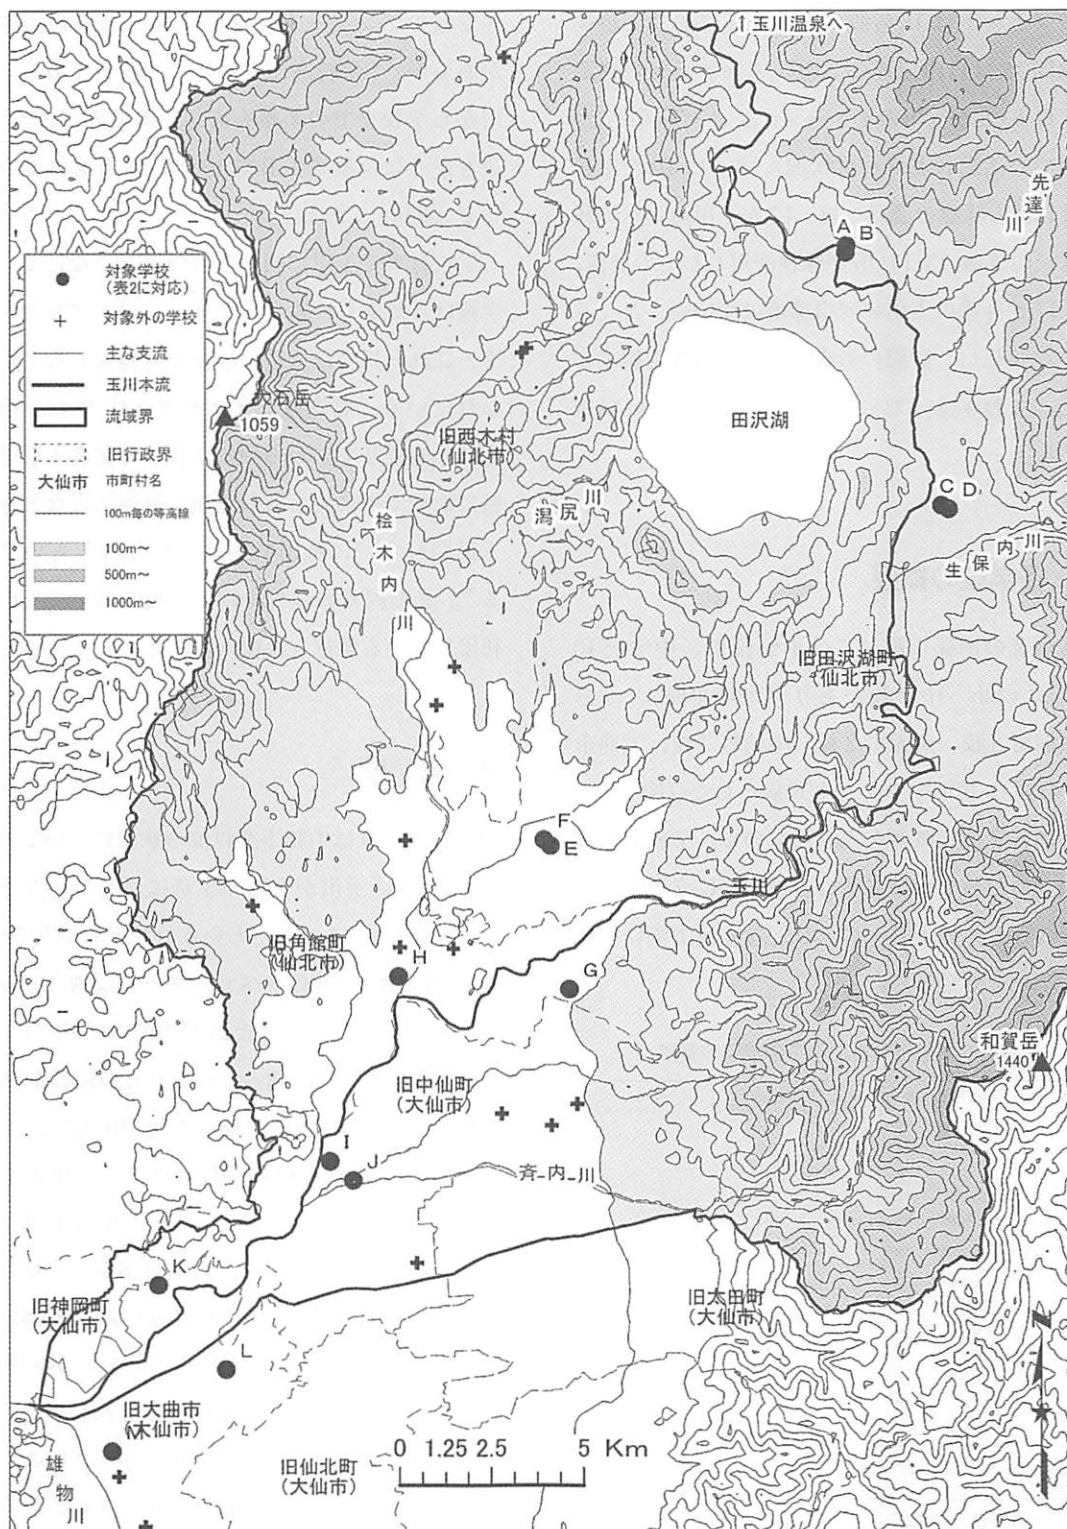 ↑玉川温泉へ
先達川
A B
対象学校
(表2に対応)
対象外の学校
主な支流
玉川本流
流域界
旧行政界
大仙市 市町村名
100m毎の等高線
100m～
500m～
1000m～
大石岳
1059
田沢湖
旧西木村
(仙北市)
潟尻川
桧木内川
C D
生保内川
旧田沢湖町
(仙北市)
F
E
玉川
旧角館町
(仙北市)
H
G
和賀岳
1440
旧中仙町
(大仙市)
I
J
斉内川
K
旧神岡町
(大仙市)
旧太田町
(大仙市)
L
旧大曲市
(大仙市)
旧仙北町
(大仙市)
雄物川
0 1.25 2.5 5 Km
N